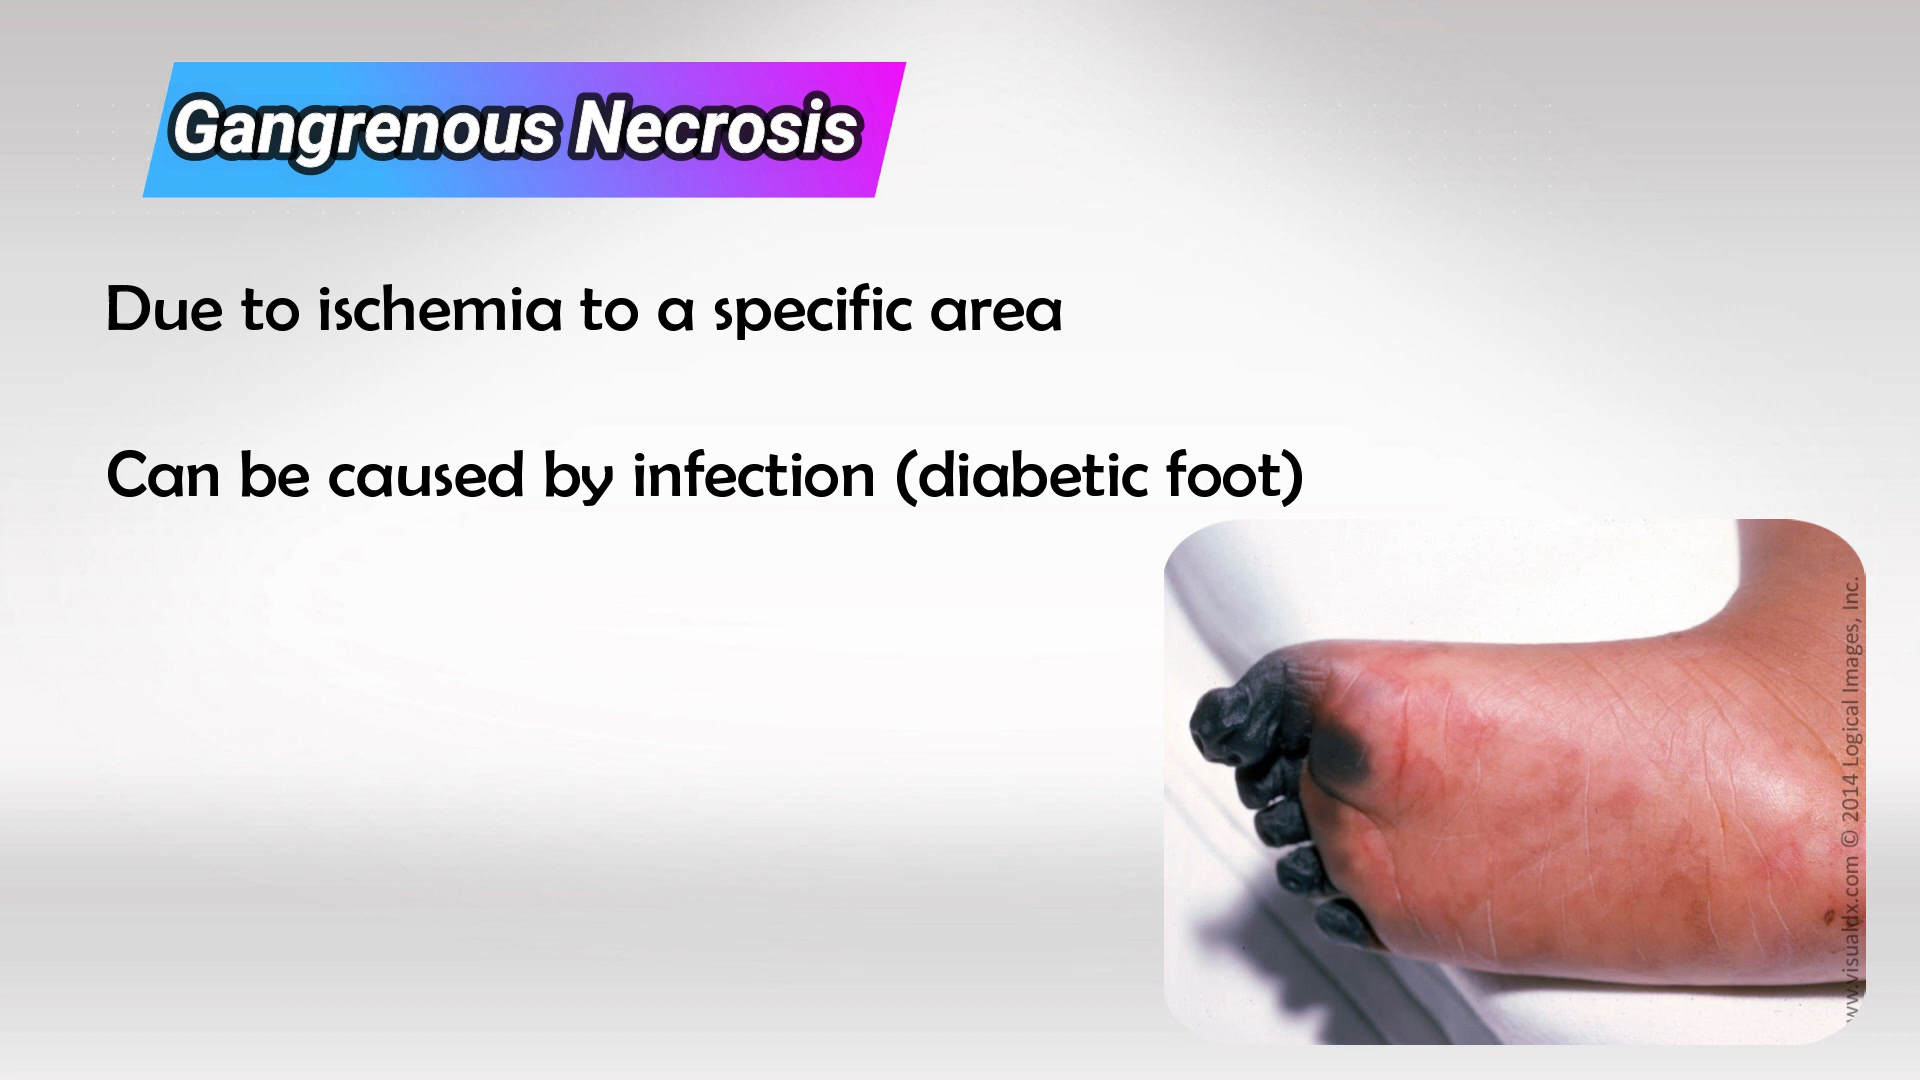 Gangrenous Necrosis
Due to ischemia to a specific area
Can be caused by infection (diabetic foot)
www.visualdx.com © 2014 Logical Images, Inc.